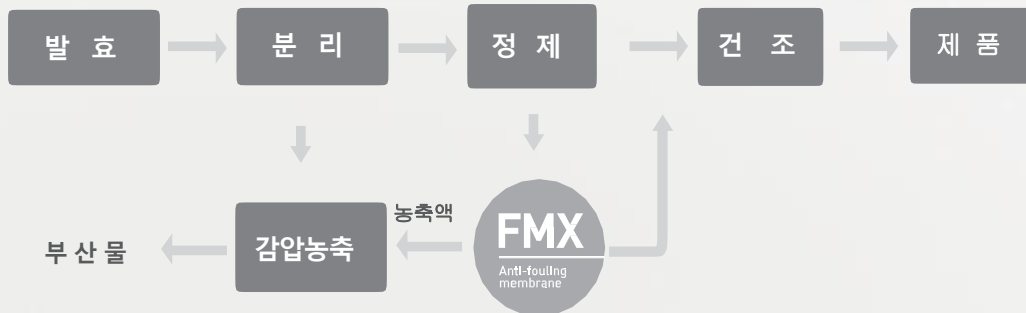 발 효
분 리
정 제
건 조
제 품
농축액
부 산 물
감압농축
FMX
Anti-fouling
membrane